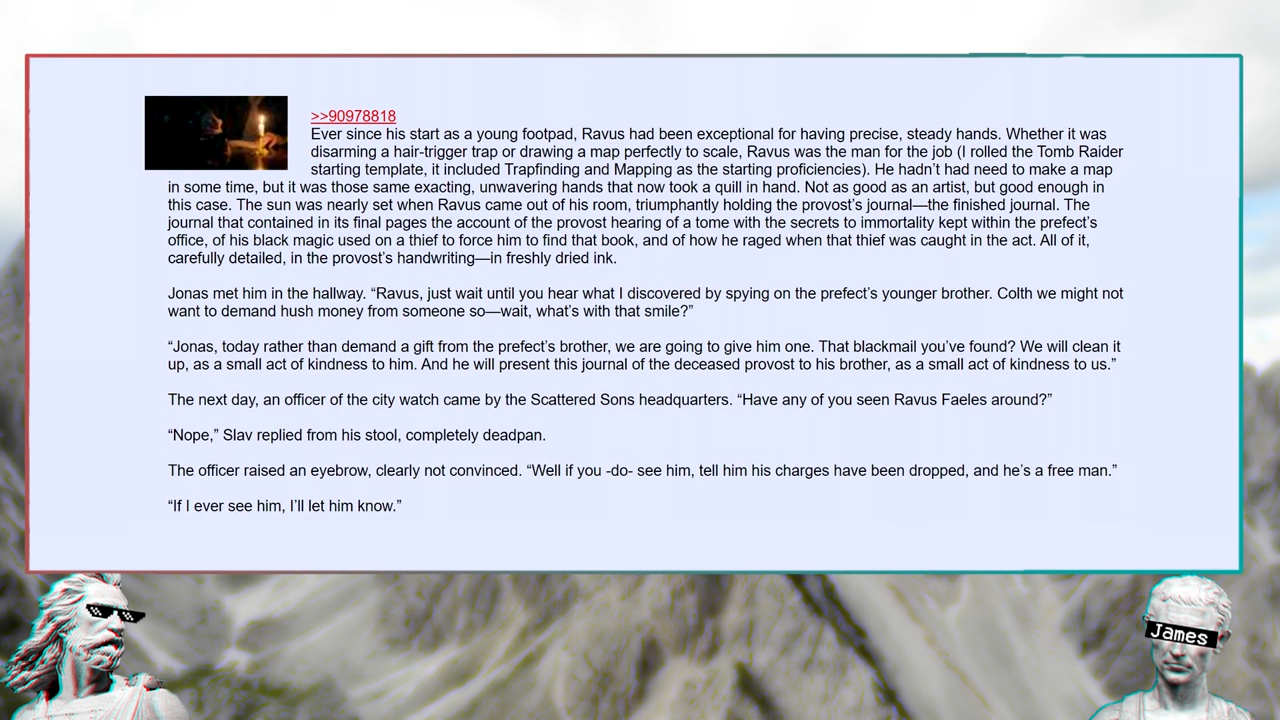 >>90978818
Ever since his start as a young footpad, Ravus had been exceptional for having precise, steady hands. Whether it was
disarming a hair-trigger trap or drawing a map perfectly to scale, Ravus was the man for the job (I rolled the Tomb Raider
starting template, it included Trapfinding and Mapping as the starting proficiencies). He hadn’t had need to make a map
in some time, but it was those same exacting, unwavering hands that now took a quill in hand. Not as good as an artist, but good enough in
this case. The sun was nearly set when Ravus came out of his room, triumphantly holding the provost’s journal—the finished journal. The
journal that contained in its final pages the account of the provost hearing of a tome with the secrets to immortality kept within the prefect’s
office, of his black magic used on a thief to force him to find that book, and of how he raged when that thief was caught in the act. All of it,
carefully detailed, in the provost’s handwriting—in freshly dried ink.
Jonas met him in the hallway. “Ravus, just wait until you hear what I discovered by spying on the prefect’s younger brother. Colth we might not
want to demand hush money from someone so—wait, what’s with that smile?”
“Jonas, today rather than demand a gift from the prefect’s brother, we are going to give him one. That blackmail you’ve found? We will clean it
up, as a small act of kindness to him. And he will present this journal of the deceased provost to his brother, as a small act of kindness to us.”
The next day, an officer of the city watch came by the Scattered Sons headquarters. “Have any of you seen Ravus Faeles around?”
“Nope,” Slav replied from his stool, completely deadpan.
The officer raised an eyebrow, clearly not convinced. “Well if you -do- see him, tell him his charges have been dropped, and he’s a free man.”
“If I ever see him, I’ll let him know.”
James